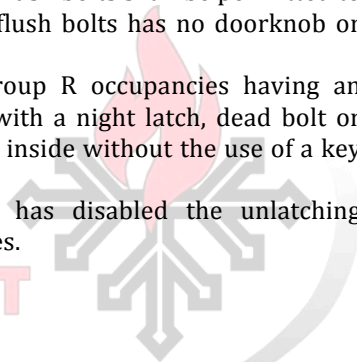 flush bolts has no doorknob or
roup R occupancies having an
with a night latch, dead bolt or
inside without the use of a key
has disabled the unlatching
es.
T